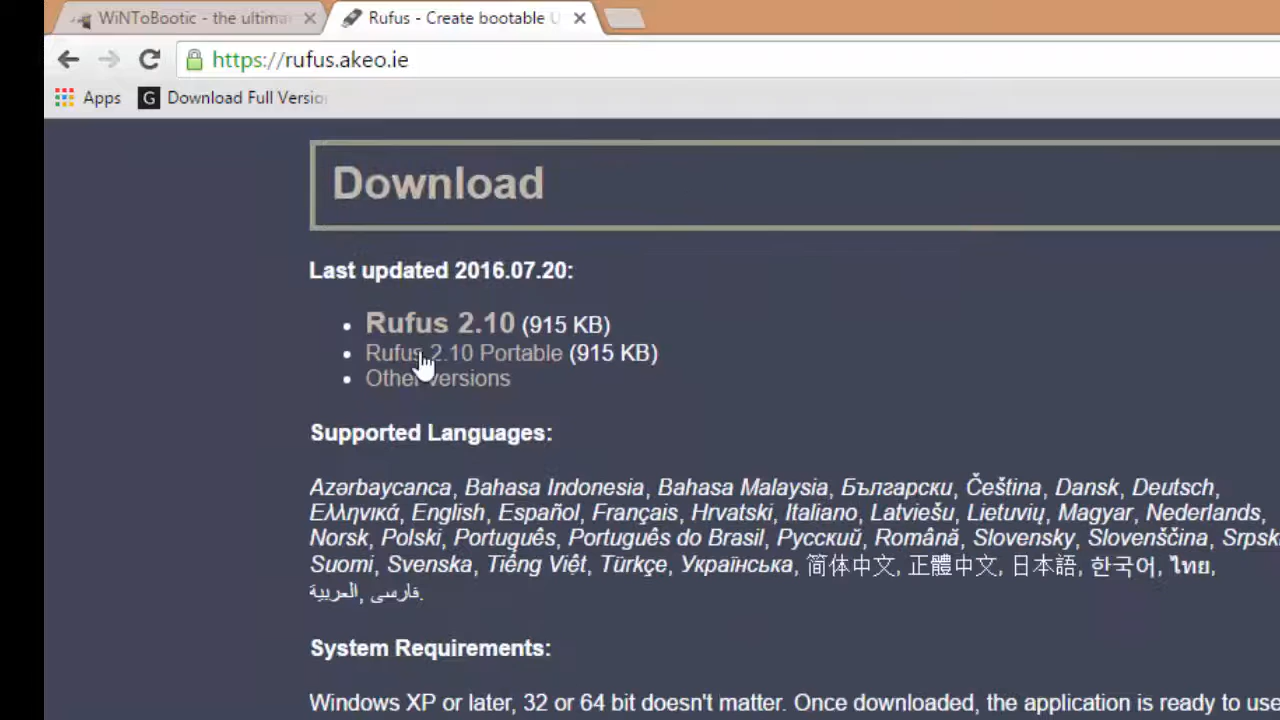 WiNToBootic - the ultima
Rufus - Create bootable U
https://rufus.akeo.ie
Apps
G
Download Full Versio
Download
Last updated 2016.07.20:
• Rufus 2.10 (915 KB)
• Rufus 2.10 Portable (915 KB)
• Other versions
Supported Languages:
Azərbaycanca, Bahasa Indonesia, Bahasa Malaysia, Български, Čeština, Dansk, Deutsch,
Ελληνικά, English, Español, Français, Hrvatski, Italiano, Latviešu, Lietuvių, Magyar, Nederlands,
Norsk, Polski, Português, Português do Brasil, Русский, Română, Slovensky, Slovenščina, Srpski
Suomi, Svenska, Tiếng Việt, Türkçe, Українська, 简体中文, 正體中文, 日本語, 한국어, ไทย,
العربية, فارسی.
System Requirements:
Windows XP or later, 32 or 64 bit doesn't matter. Once downloaded, the application is ready to use